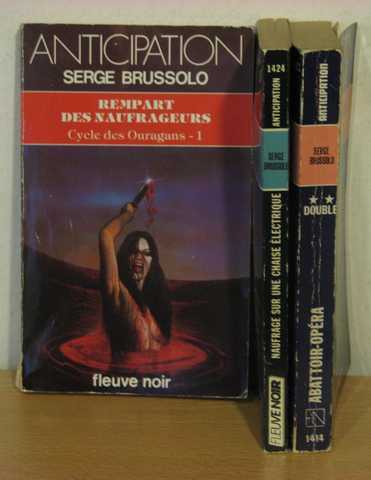 ANTICIPATION
SERGE BRUSSOLO
REMPART
DES NAUFRAGEURS
Cycle des Ouragans - 1
fleuve noir
1424
ANTICIPATION
SERGE
BRUSSOLO
NAUFRAGE SUR UNE CHAISE ÉLECTRIQUE
FLEUVE NOIR
ANTICIPATION
SERGE
BRUSSOLO
DOUBLE
ABATTOIR-OPÉRA
1414